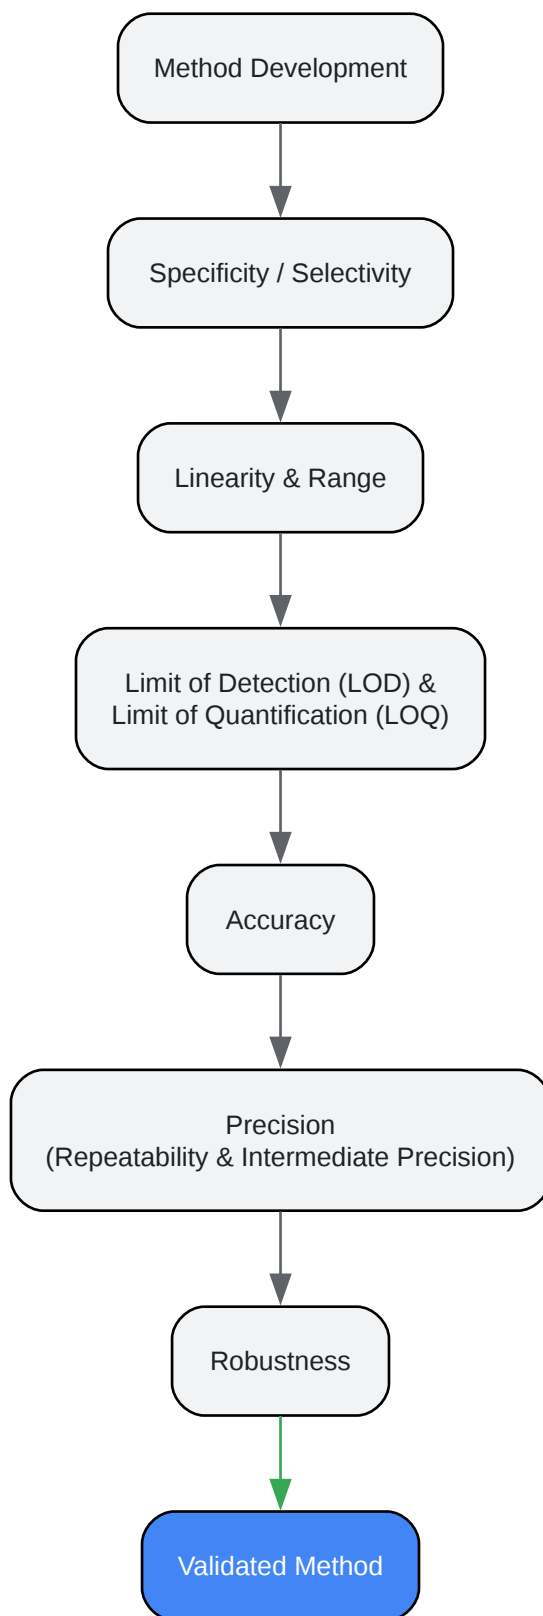 Method Development
Specificity / Selectivity
Linearity & Range
Limit of Detection (LOD) &
Limit of Quantification (LOQ)
Accuracy
Precision
(Repeatability & Intermediate Precision)
Robustness
Validated Method